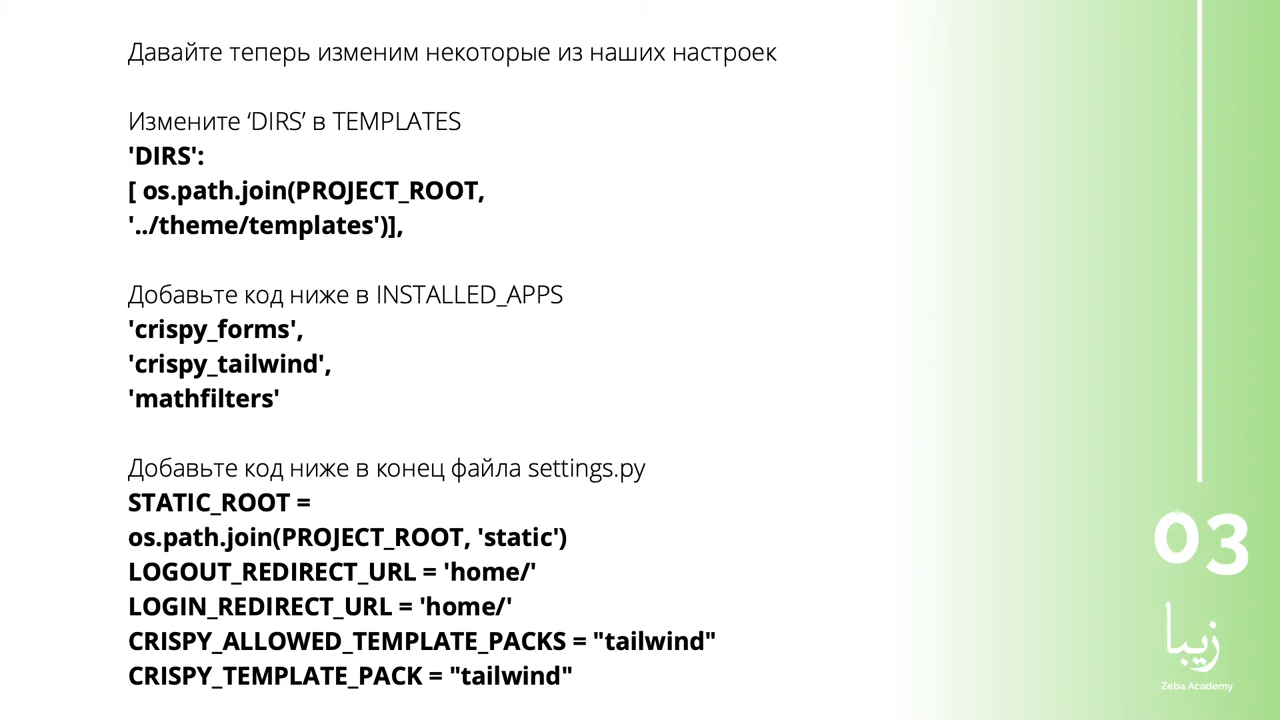 Давайте теперь изменим некоторые из наших настроек
Измените ‘DIRS’ в TEMPLATES
'DIRS':
[ os.path.join(PROJECT_ROOT,
'../theme/templates')],
Добавьте код ниже в INSTALLED_APPS
'crispy_forms',
'crispy_tailwind',
'mathfilters'
Добавьте код ниже в конец файла settings.py
STATIC_ROOT =
os.path.join(PROJECT_ROOT, 'static')
LOGOUT_REDIRECT_URL = 'home/'
LOGIN_REDIRECT_URL = 'home/'
CRISPY_ALLOWED_TEMPLATE_PACKS = "tailwind"
CRISPY_TEMPLATE_PACK = "tailwind"
03
زیبا
Zeba Academy